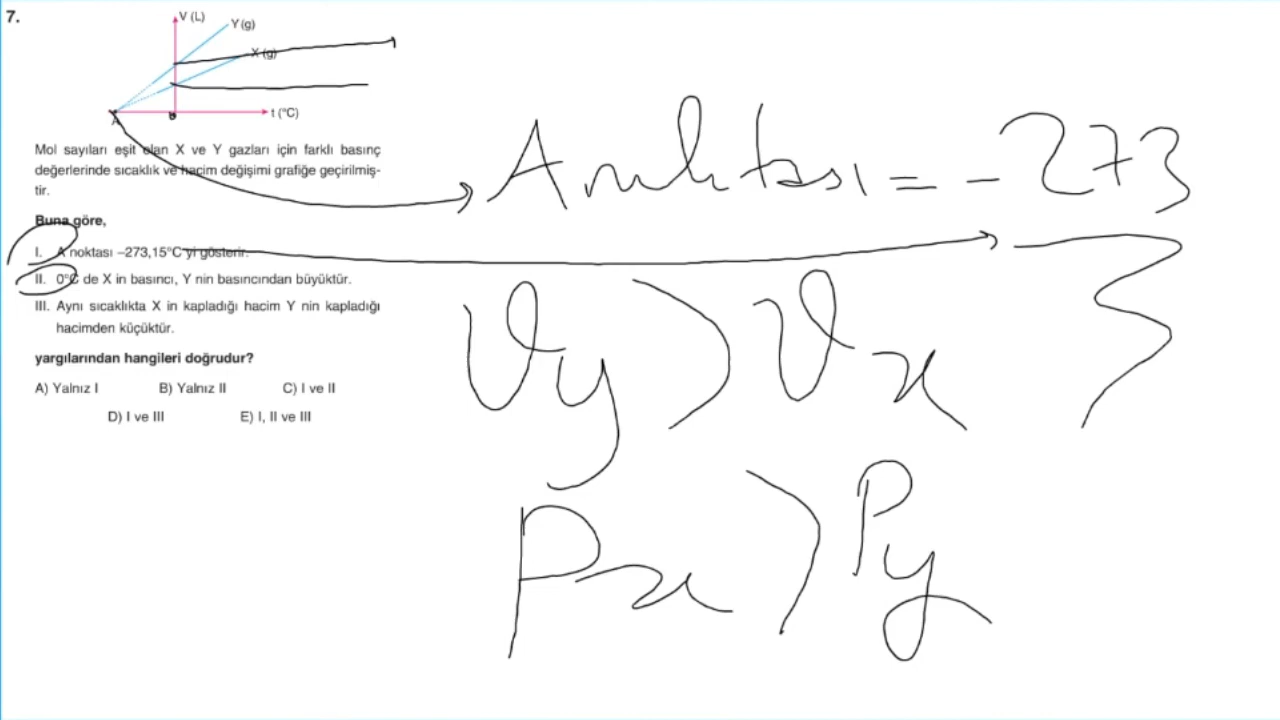 7.
V (L)
Y (g)
X (g)
A
t (°C)
Mol sayıları eşit olan X ve Y gazları için farklı basınç
değerlerinde sıcaklık ve hacim değişimi grafiğe geçirilmiş-
tir.
Buna göre,
I. A noktası –273,15°C yi gösterir.
II. 0°C de X in basıncı, Y nin basıncından büyüktür.
III. Aynı sıcaklıkta X in kapladığı hacim Y nin kapladığı
hacimden küçüktür.
yargılarından hangileri doğrudur?
A) Yalnız I B) Yalnız II C) I ve II
D) I ve III E) I, II ve III
A noktası = -273
Vy > Vx
Px > Py